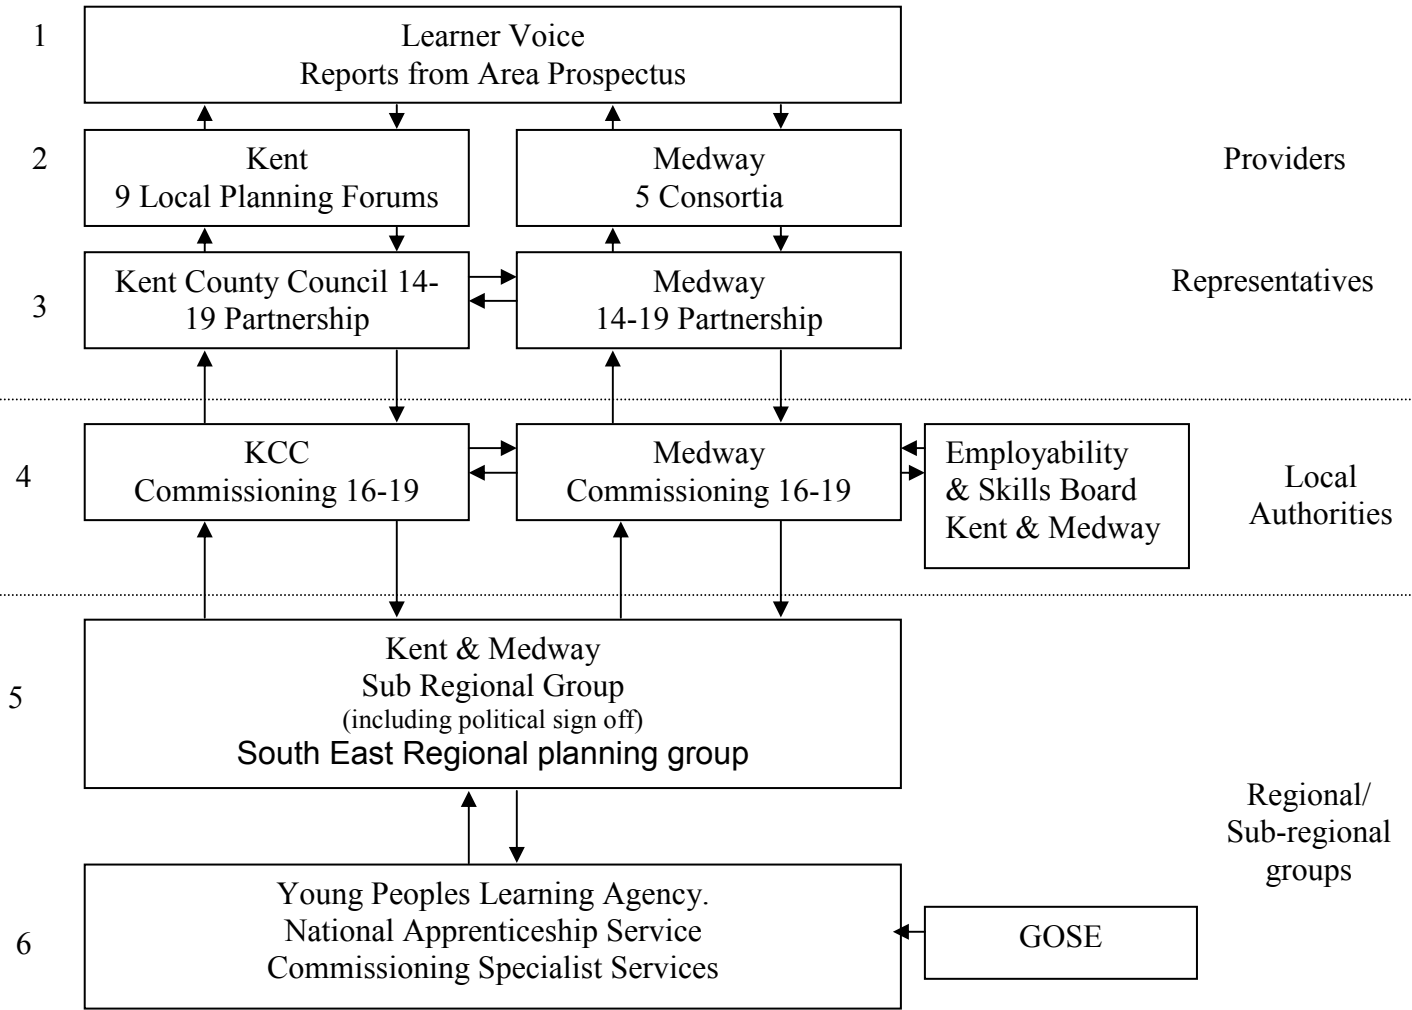 1
Learner Voice
Reports from Area Prospectus
2
Kent
9 Local Planning Forums
Medway
5 Consortia
Providers
3
Kent County Council 14-
19 Partnership
Medway
14-19 Partnership
Representatives
4
KCC
Commissioning 16-19
Medway
Commissioning 16-19
Employability
& Skills Board
Kent & Medway
Local
Authorities
5
Kent & Medway
Sub Regional Group
(including political sign off)
South East Regional planning group
Regional/
Sub-regional
groups
6
Young Peoples Learning Agency.
National Apprenticeship Service
Commissioning Specialist Services
GOSE